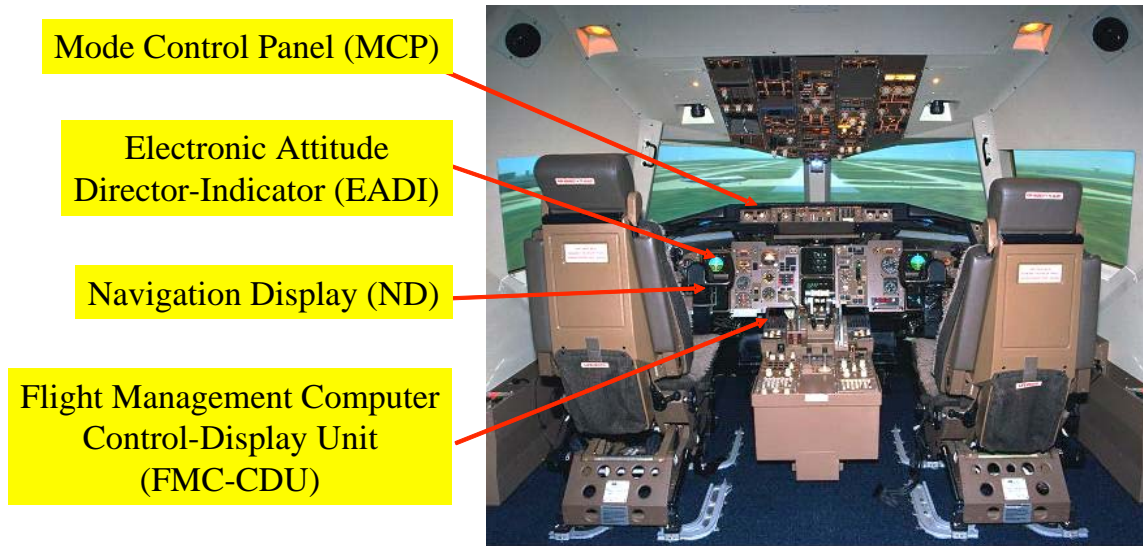 Mode Control Panel (MCP)
Electronic Attitude
Director-Indicator (EADI)
Navigation Display (ND)
Flight Management Computer
Control-Display Unit
(FMC-CDU)